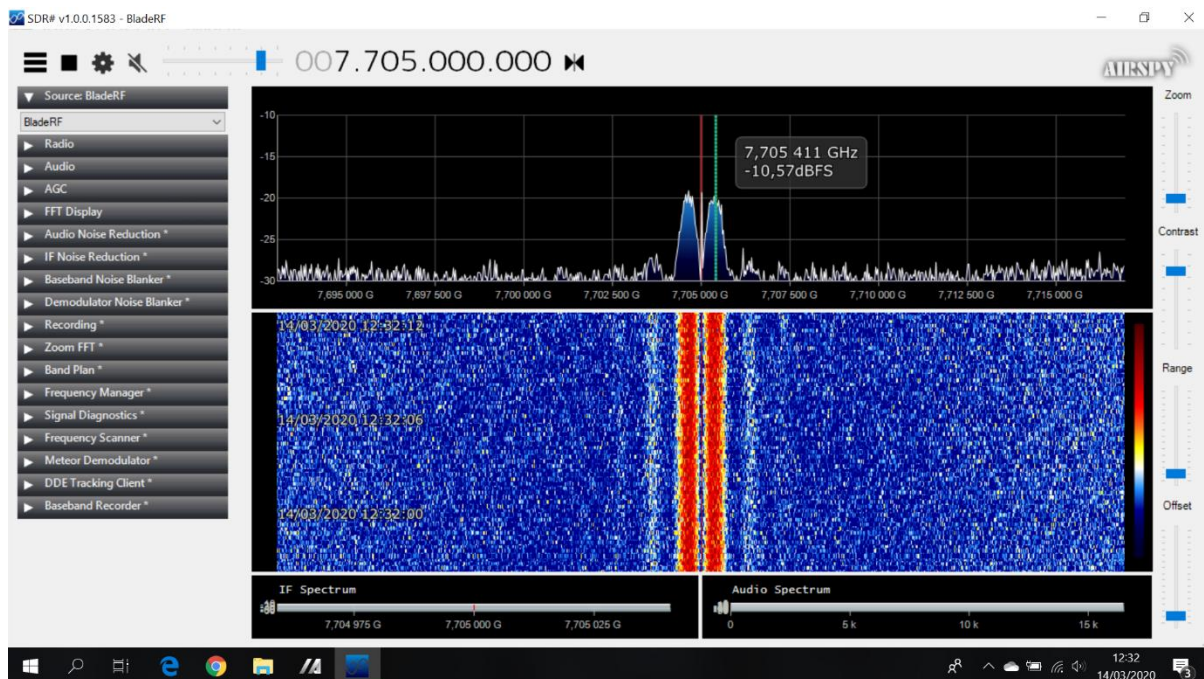 SDR# v1.0.0.1583 - BladeRF
007.705.000.000
AIRSPY
Source: BladeRF
BladeRF
Radio
Audio
AGC
FFT Display
Audio Noise Reduction *
IF Noise Reduction *
Baseband Noise Blanker *
Demodulator Noise Blanker *
Recording *
Zoom FFT *
Band Plan *
Frequency Manager *
Signal Diagnostics *
Frequency Scanner *
Meteor Demodulator *
DDE Tracking Client *
Baseband Recorder *
-10
-15
-20
-25
-30
7,705 411 GHz
-10,57dBFS
7,695 000 G 7,697 500 G 7,700 000 G 7,702 500 G 7,705 000 G 7,707 500 G 7,710 000 G 7,712 500 G 7,715 000 G
14/03/2020 12:32:12
14/03/2020 12:32:06
14/03/2020 12:32:00
IF Spectrum
7,704 975 G 7,705 000 G 7,705 025 G
Audio Spectrum
0 5 k 10 k 15 k
Zoom
Contrast
Range
Offset
12:32
14/03/2020
3